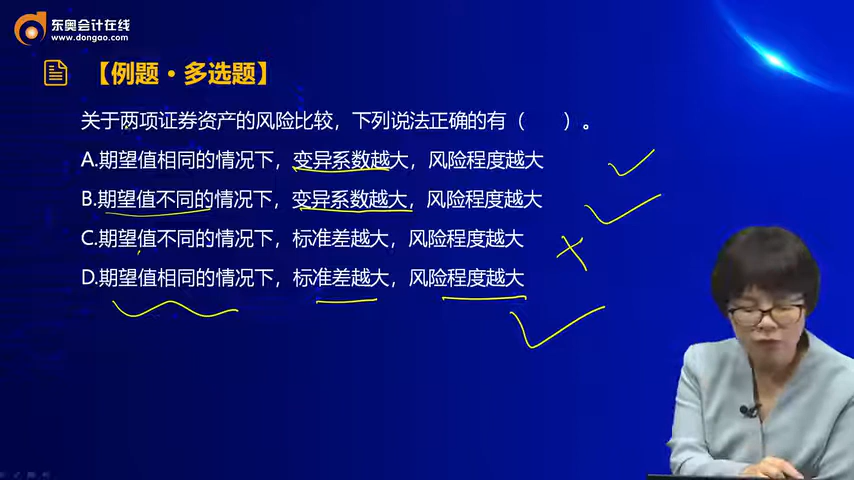 东奥会计在线
www.dongao.com
【例题·多选题】
关于两项证券资产的风险比较，下列说法正确的有（　　）。
A.期望值相同的情况下，变异系数越大，风险程度越大
B.期望值不同的情况下，变异系数越大，风险程度越大
C.期望值不同的情况下，标准差越大，风险程度越大
D.期望值相同的情况下，标准差越大，风险程度越大